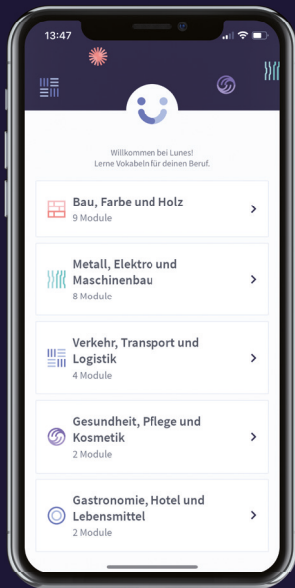 13:47
Willkommen bei Lunes!
Lerne Vokabeln für deinen Beruf.
Bau, Farbe und Holz
9 Module
Metall, Elektro und
Maschinenbau
8 Module
Verkehr, Transport und
Logistik
4 Module
Gesundheit, Pflege und
Kosmetik
2 Module
Gastronomie, Hotel und
Lebensmittel
2 Module